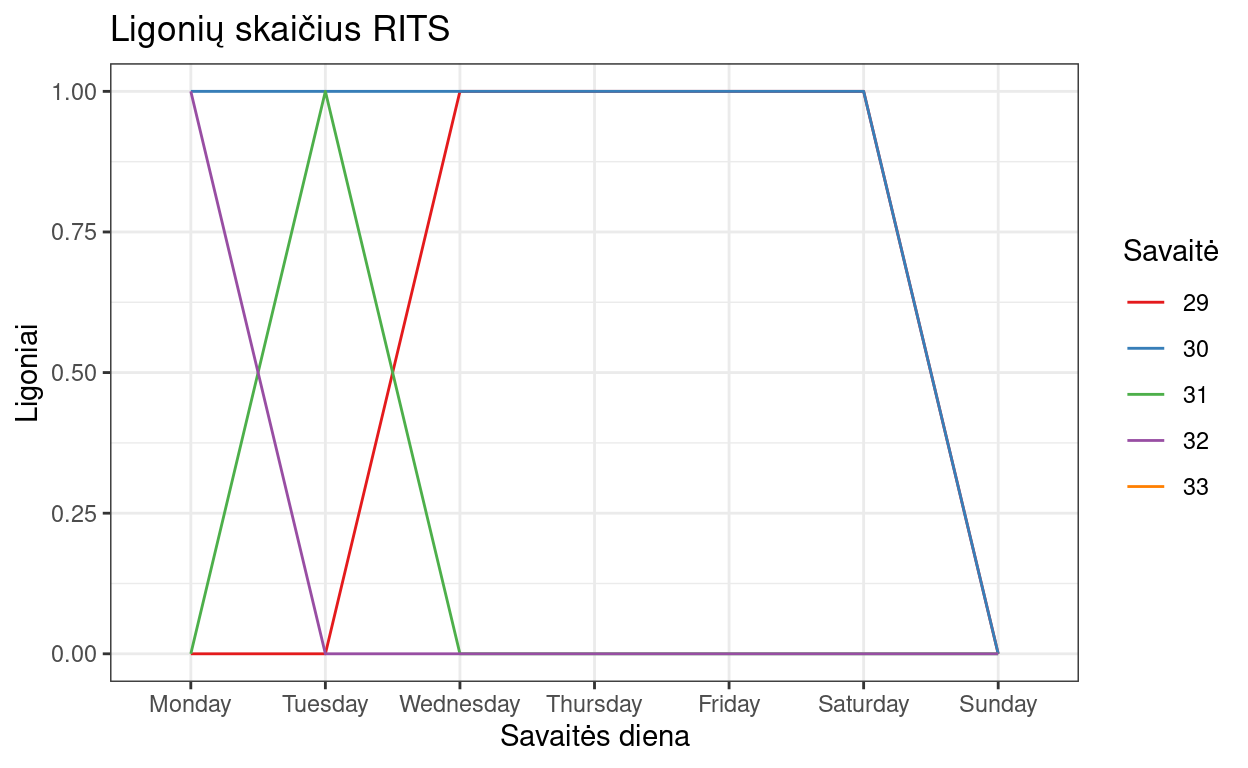 Ligonių skaičius RITS
1.00
0.75
0.50
0.25
0.00
Ligoniai
Monday Tuesday Wednesday Thursday Friday Saturday Sunday
Savaitės diena
Savaitė
29
30
31
32
33